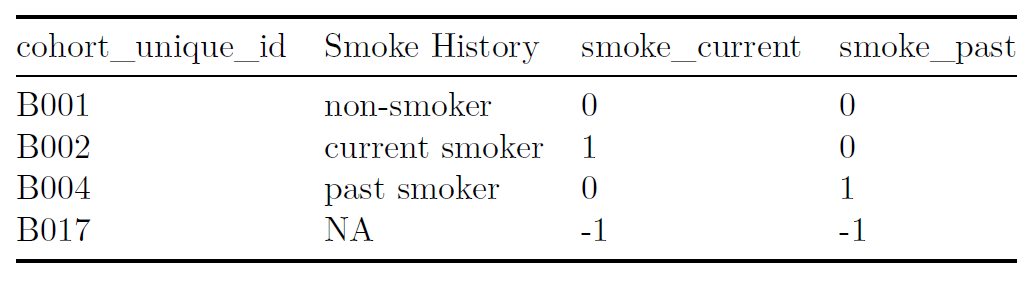 cohort_unique_id Smoke History smoke_current smoke_past
B001 non-smoker 0 0
B002 current smoker 1 0
B004 past smoker 0 1
B017 NA -1 -1